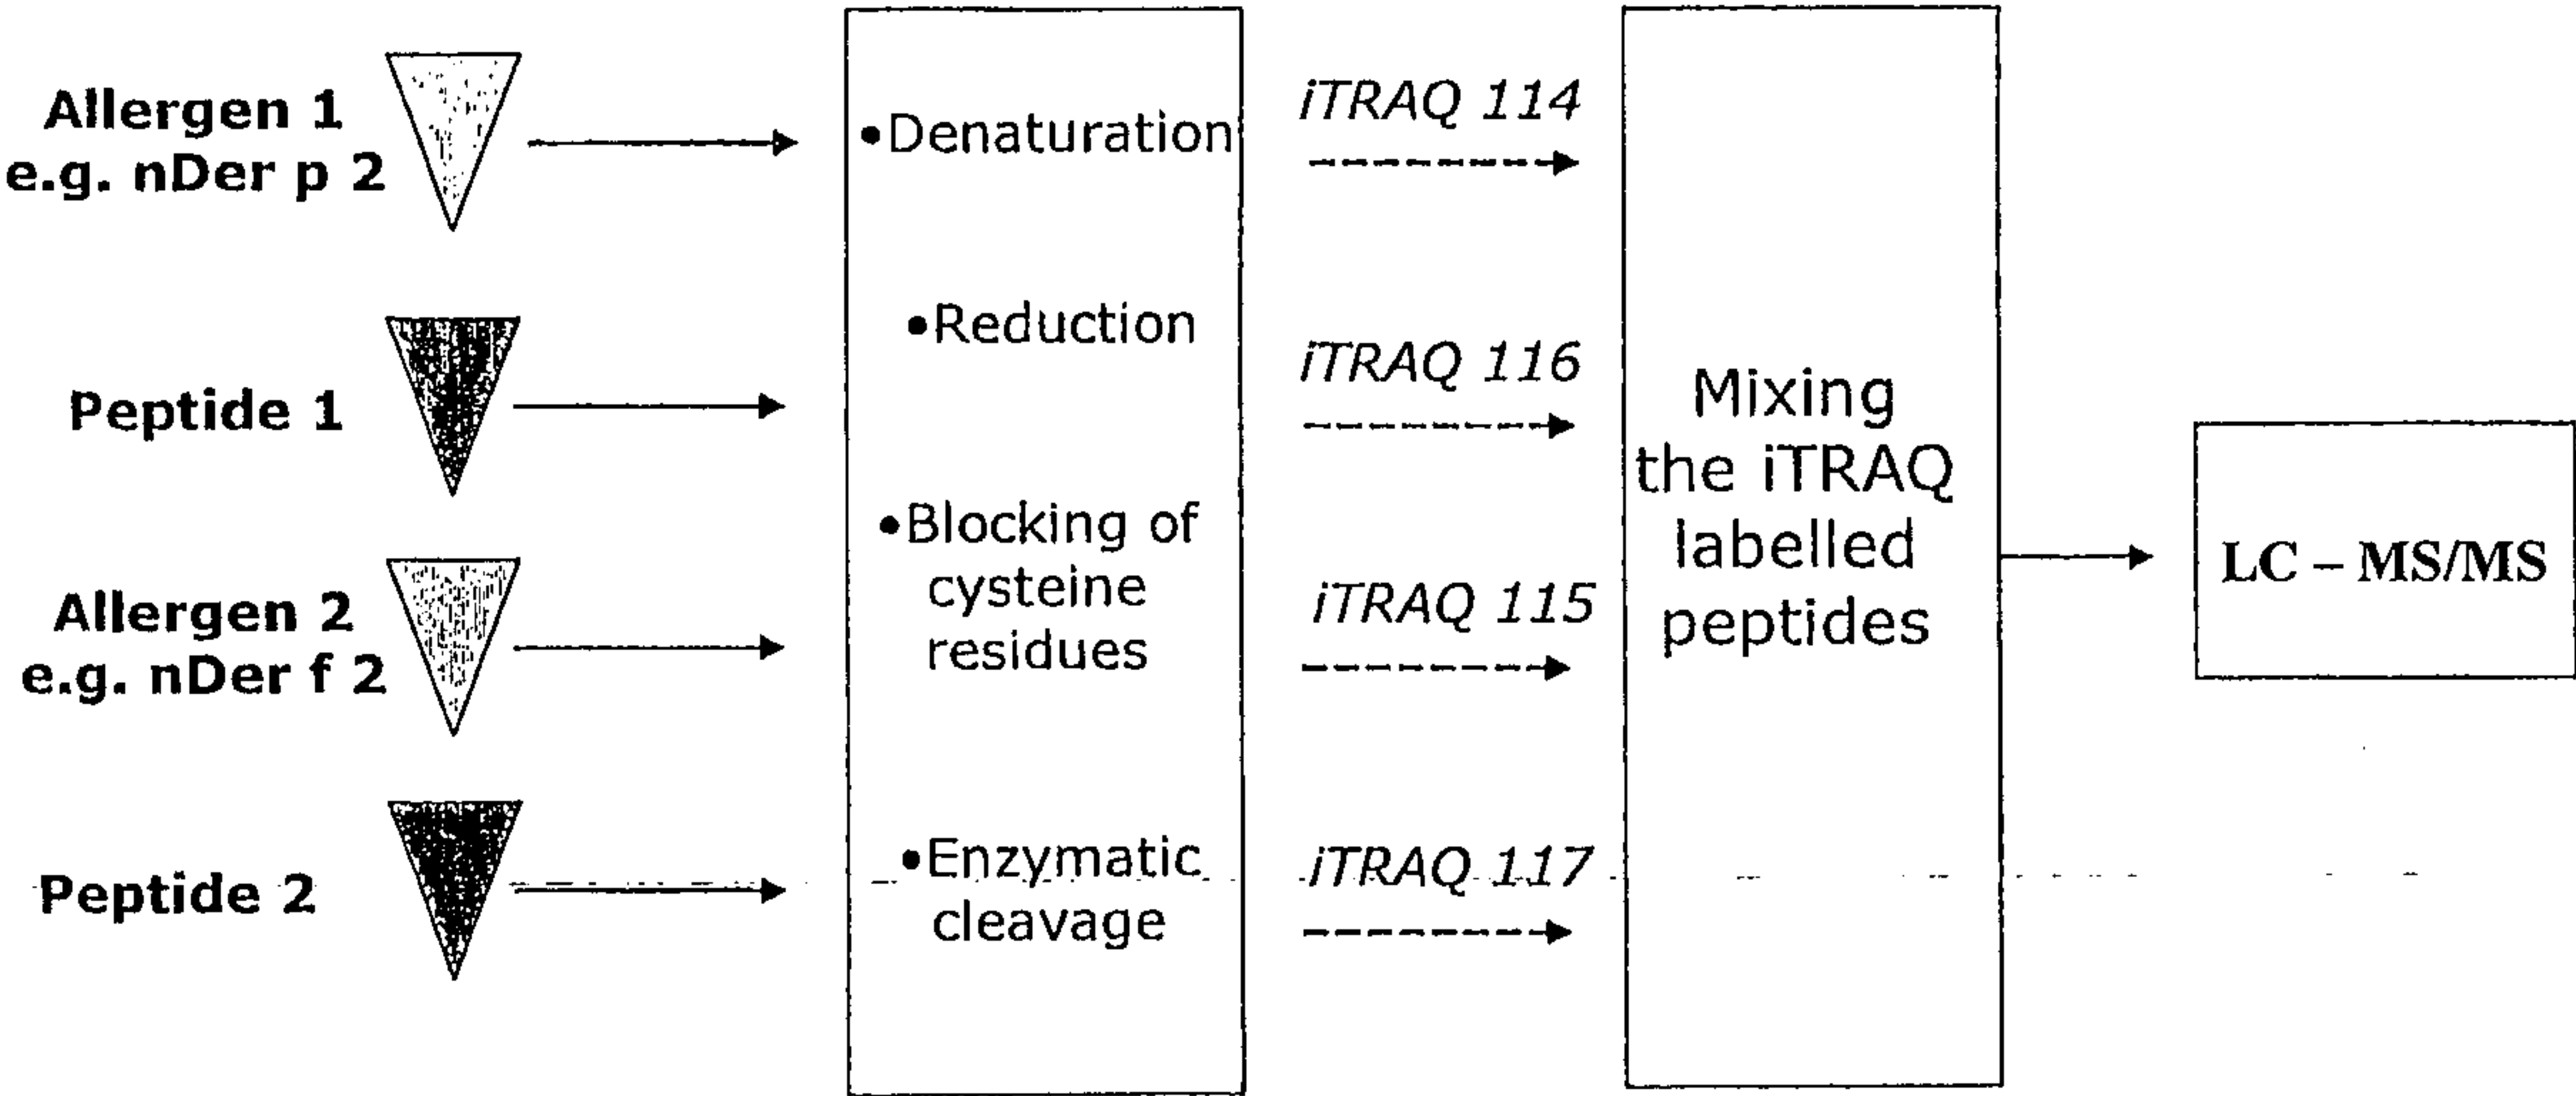 Allergen 1
e.g. nDer p 2
Peptide 1
Allergen 2
e.g. nDer f 2
Peptide 2
•Denaturation
•Reduction
•Blocking of
cysteine
residues
•Enzymatic
cleavage
iTRAQ 114
iTRAQ 116
iTRAQ 115
iTRAQ 117
Mixing
the iTRAQ
labelled
peptides
LC – MS/MS